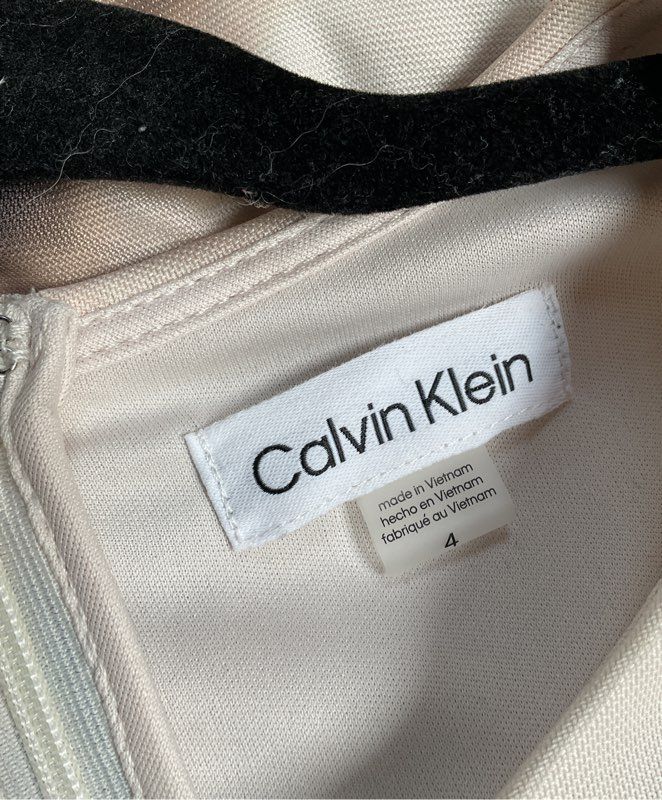 Calvin Klein
made in Vietnam
hecho en Vietnam
fabriqué au Vietnam
4